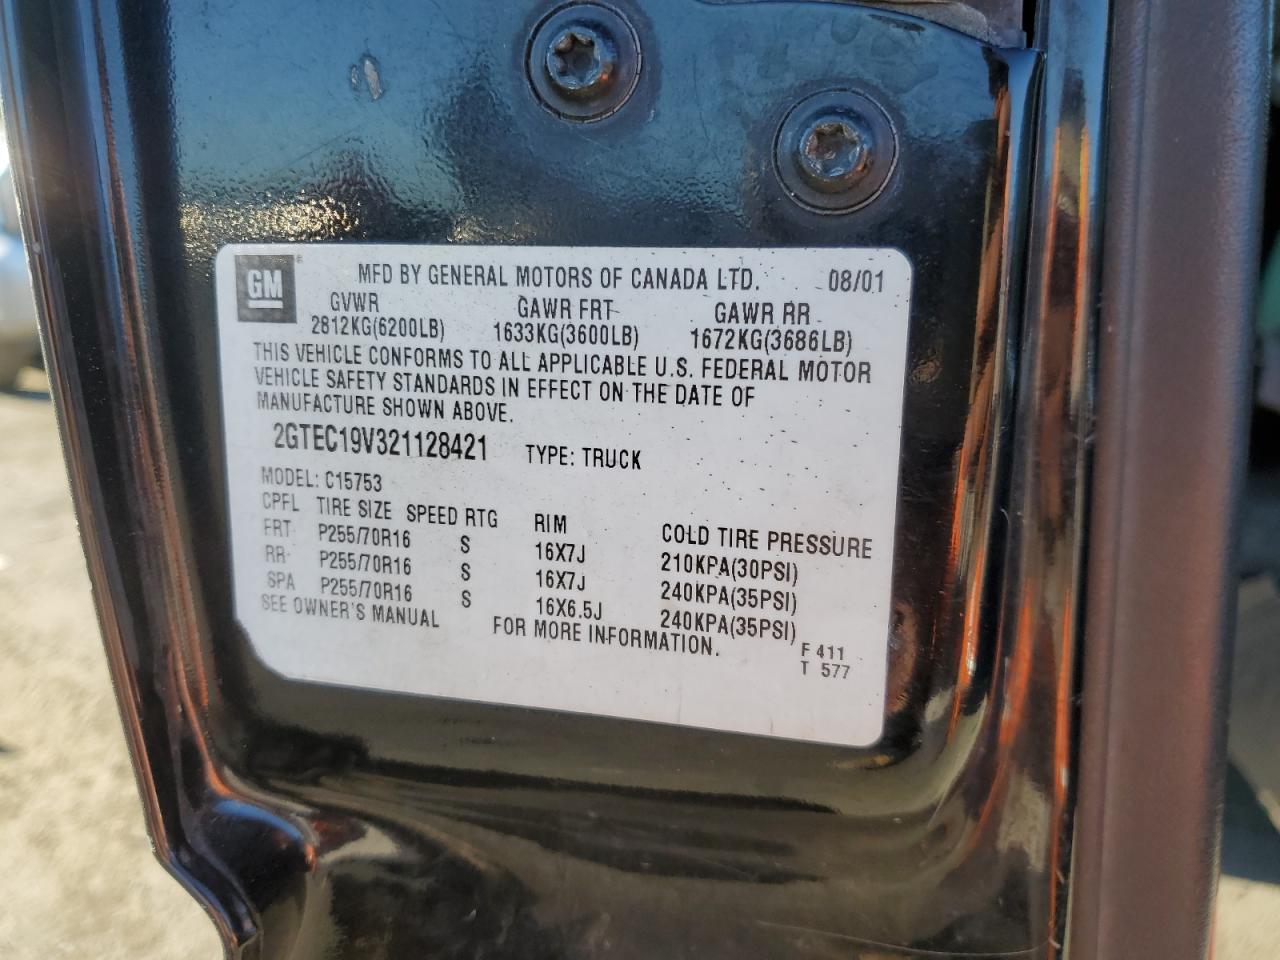 GM
MFD BY GENERAL MOTORS OF CANADA LTD. 08/01
GVWR GAWR FRT GAWR RR
2812KG(6200LB) 1633KG(3600LB) 1672KG(3686LB)
THIS VEHICLE CONFORMS TO ALL APPLICABLE U.S. FEDERAL MOTOR
VEHICLE SAFETY STANDARDS IN EFFECT ON THE DATE OF
MANUFACTURE SHOWN ABOVE.
2GTEC19V321128421 TYPE: TRUCK
MODEL: C15753
CPFL TIRE SIZE SPEED RTG RIM COLD TIRE PRESSURE
FRT P255/70R16 S 16X7J 210KPA(30PSI)
RR P255/70R16 S 16X7J 240KPA(35PSI)
SPA P255/70R16 S 16X6.5J 240KPA(35PSI)
SEE OWNER'S MANUAL FOR MORE INFORMATION.
F 411
T 577